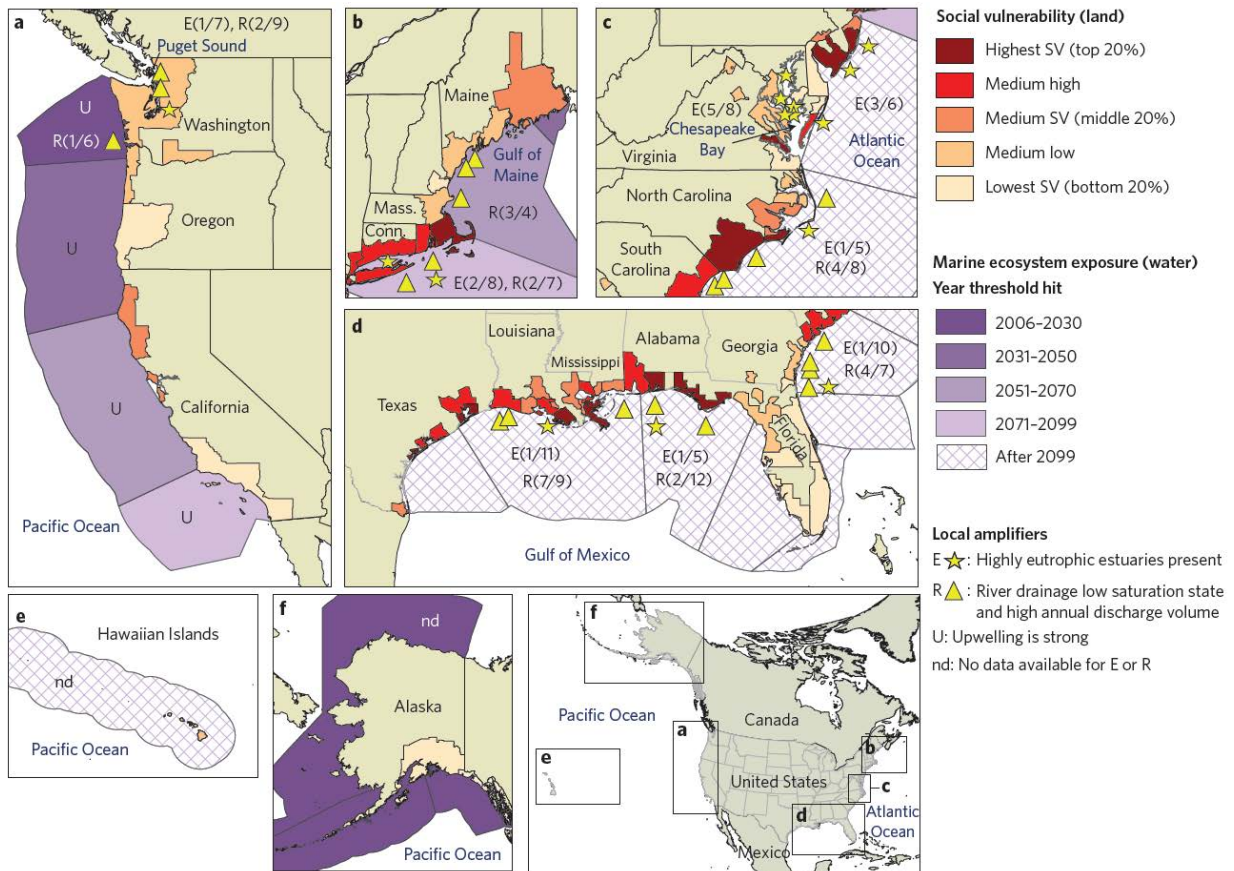 a
E(1/7), R(2/9)
Puget Sound
U
R(1/6)
Washington
U
Oregon
U
California
U
Pacific Ocean
b
Maine
Gulf of
Maine
Mass.
R(3/4)
Conn.
E(2/8), R(2/7)
c
E(3/6)
E(5/8)
Chesapeake
Bay
Atlantic
Ocean
Virginia
North Carolina
South
Carolina
E(1/5)
R(4/8)
d
Louisiana
Alabama
Mississippi
Georgia
E(1/10)
R(4/7)
Texas
Florida
E(1/11)
R(7/9)
E(1/5)
R(2/12)
Gulf of Mexico
e
Hawaiian Islands
nd
Pacific Ocean
f
nd
Alaska
Pacific Ocean
f
Pacific Ocean
Canada
a
b
e
United States
c
d
Atlantic
Ocean
Mexico
Social vulnerability (land)
Highest SV (top 20%)
Medium high
Medium SV (middle 20%)
Medium low
Lowest SV (bottom 20%)
Marine ecosystem exposure (water)
Year threshold hit
2006–2030
2031–2050
2051–2070
2071–2099
After 2099
Local amplifiers
E : Highly eutrophic estuaries present
R : River drainage low saturation state
and high annual discharge volume
U: Upwelling is strong
nd: No data available for E or R